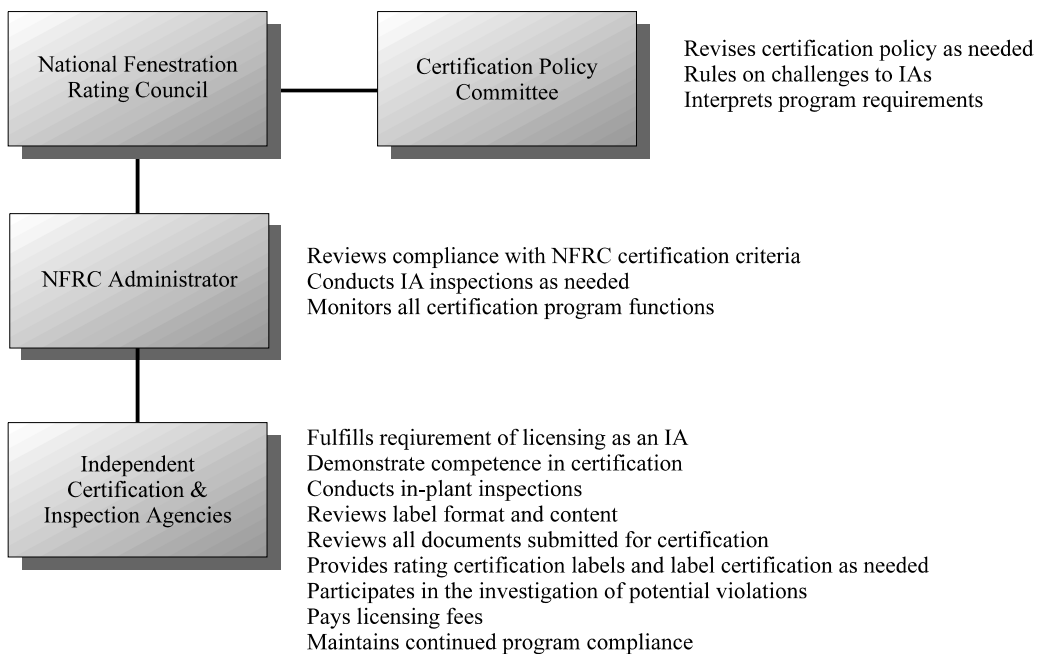 National Fenestration
Rating Council
Certification Policy
Committee
Revises certification policy as needed
Rules on challenges to IAs
Interprets program requirements
NFRC Administrator
Reviews compliance with NFRC certification criteria
Conducts IA inspections as needed
Monitors all certification program functions
Independent
Certification &
Inspection Agencies
Fulfills reqiurement of licensing as an IA
Demonstrate competence in certification
Conducts in-plant inspections
Reviews label format and content
Reviews all documents submitted for certification
Provides rating certification labels and label certification as needed
Participates in the investigation of potential violations
Pays licensing fees
Maintains continued program compliance